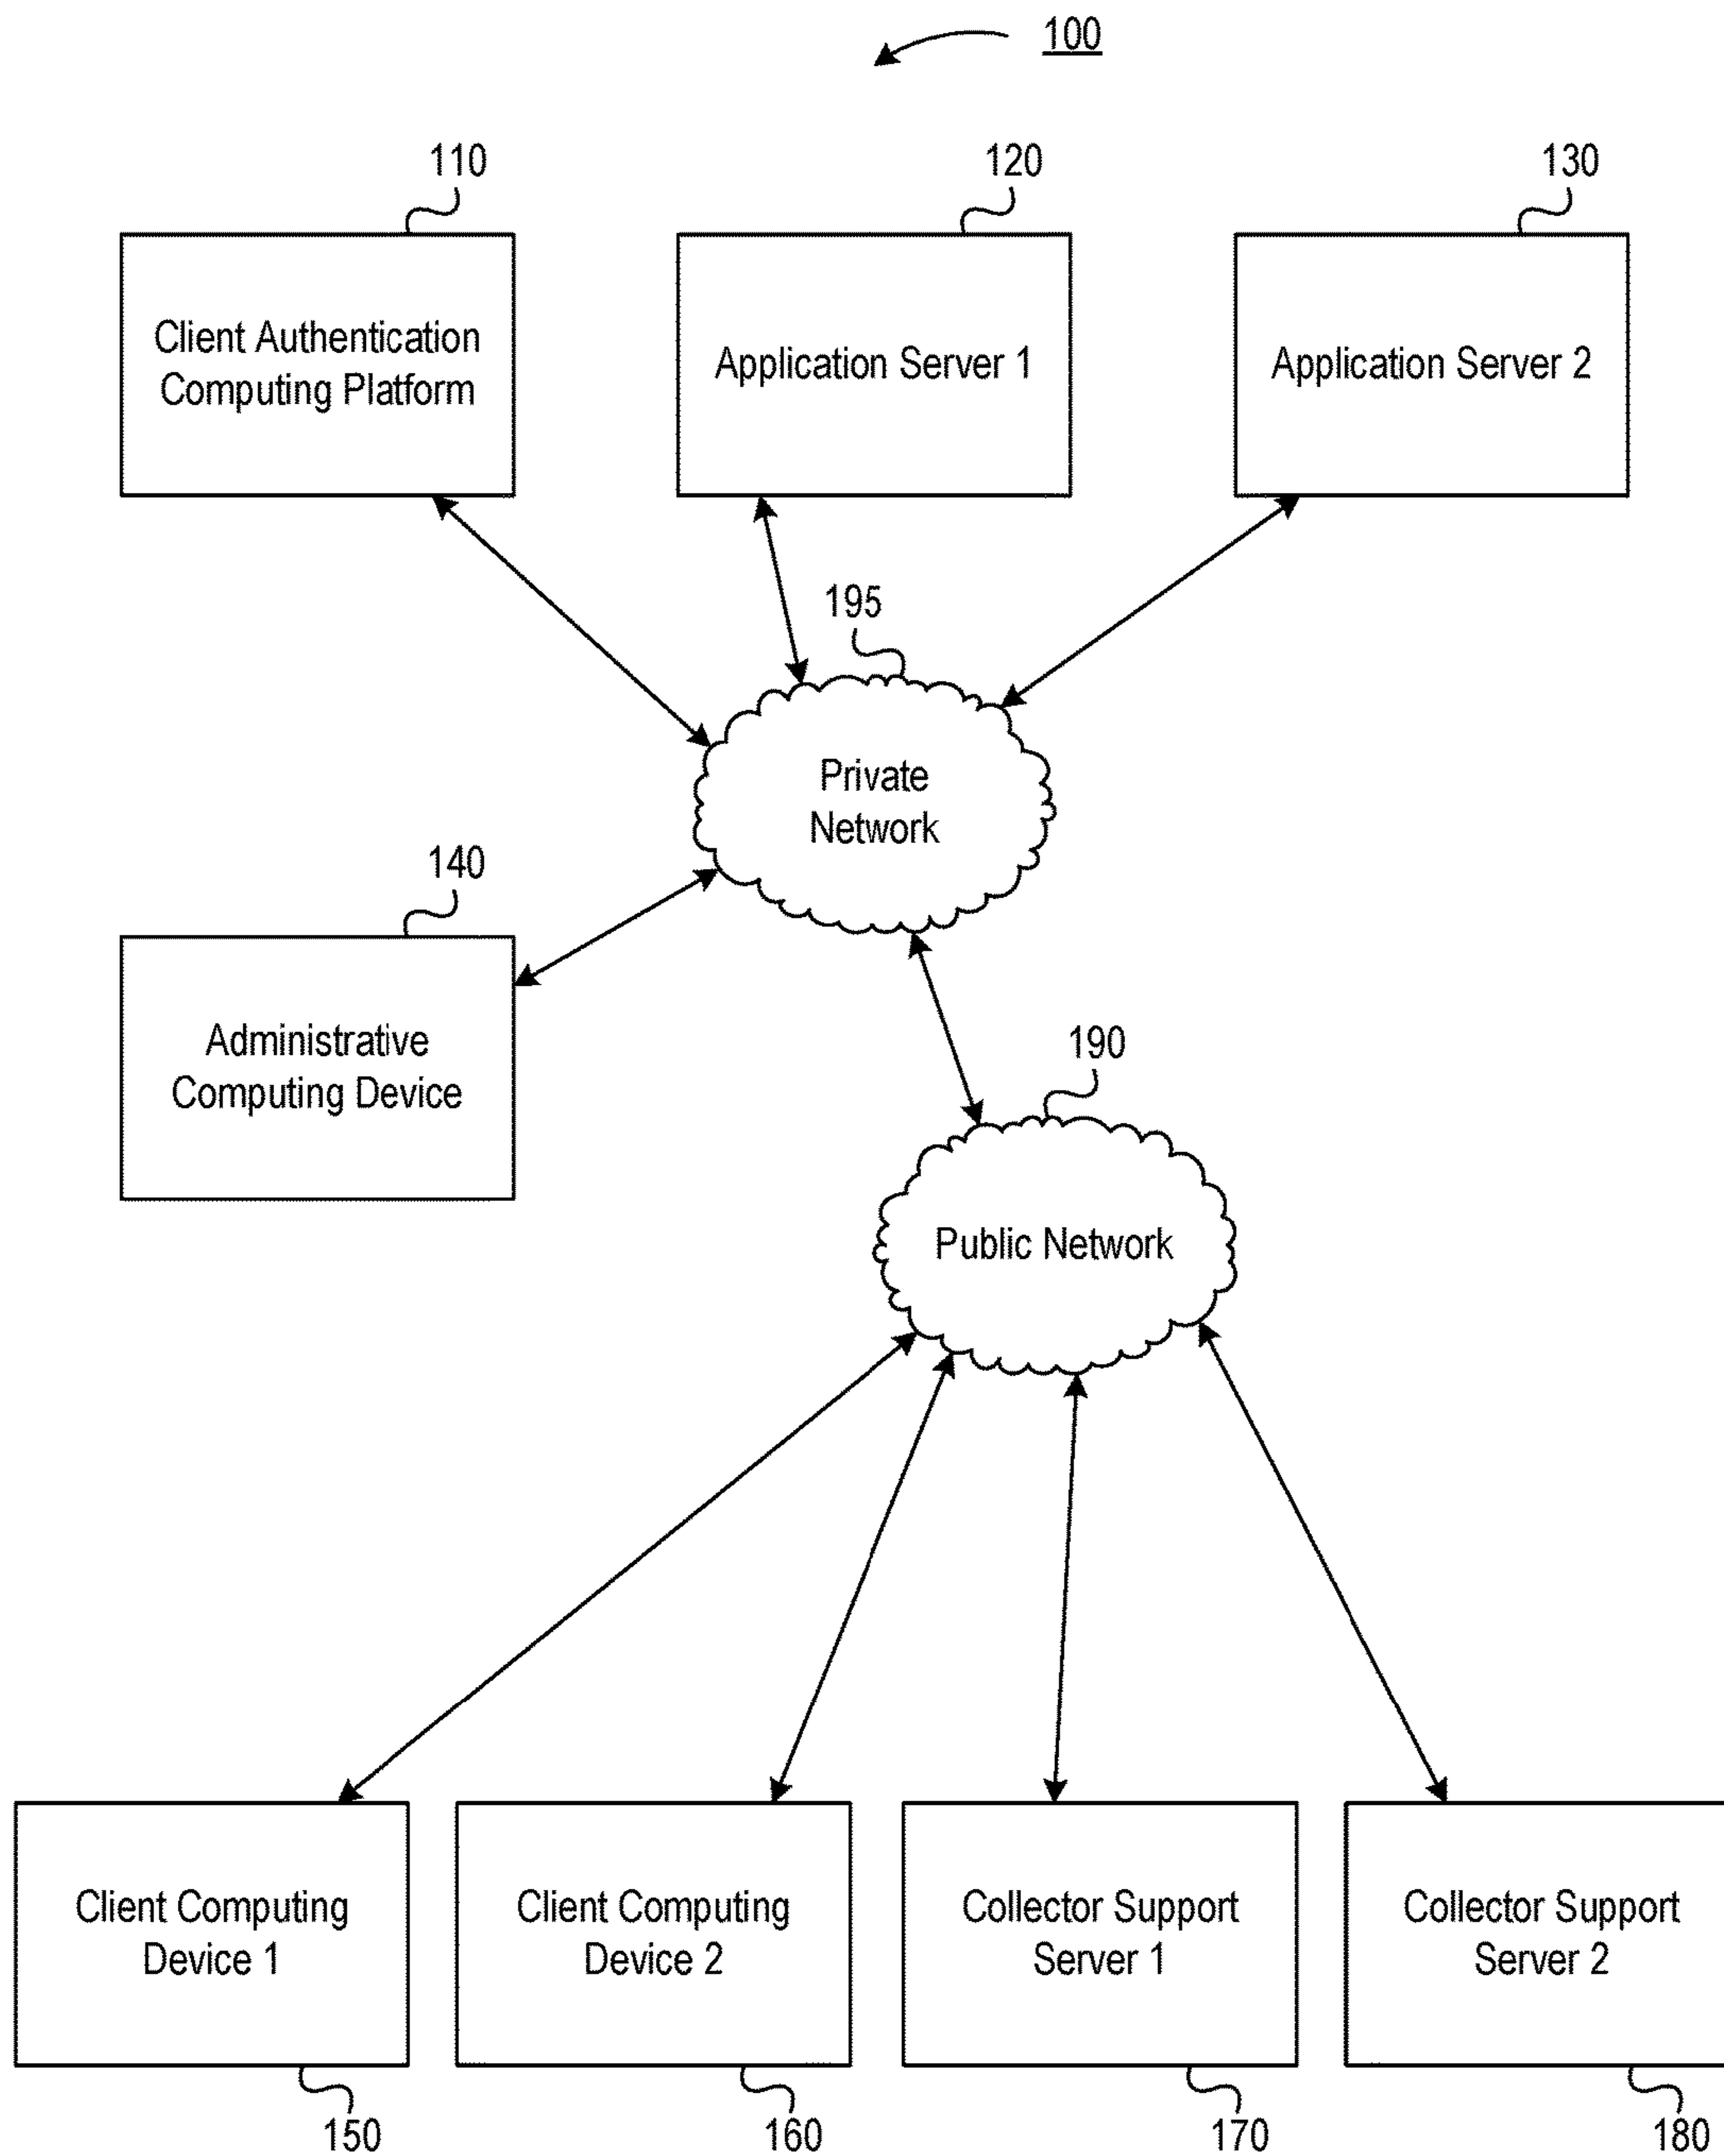 100
110
120
130
Client Authentication
Computing Platform
Application Server 1
Application Server 2
195
Private
Network
140
Administrative
Computing Device
190
Public Network
Client Computing
Device 1
Client Computing
Device 2
Collector Support
Server 1
Collector Support
Server 2
150
160
170
180